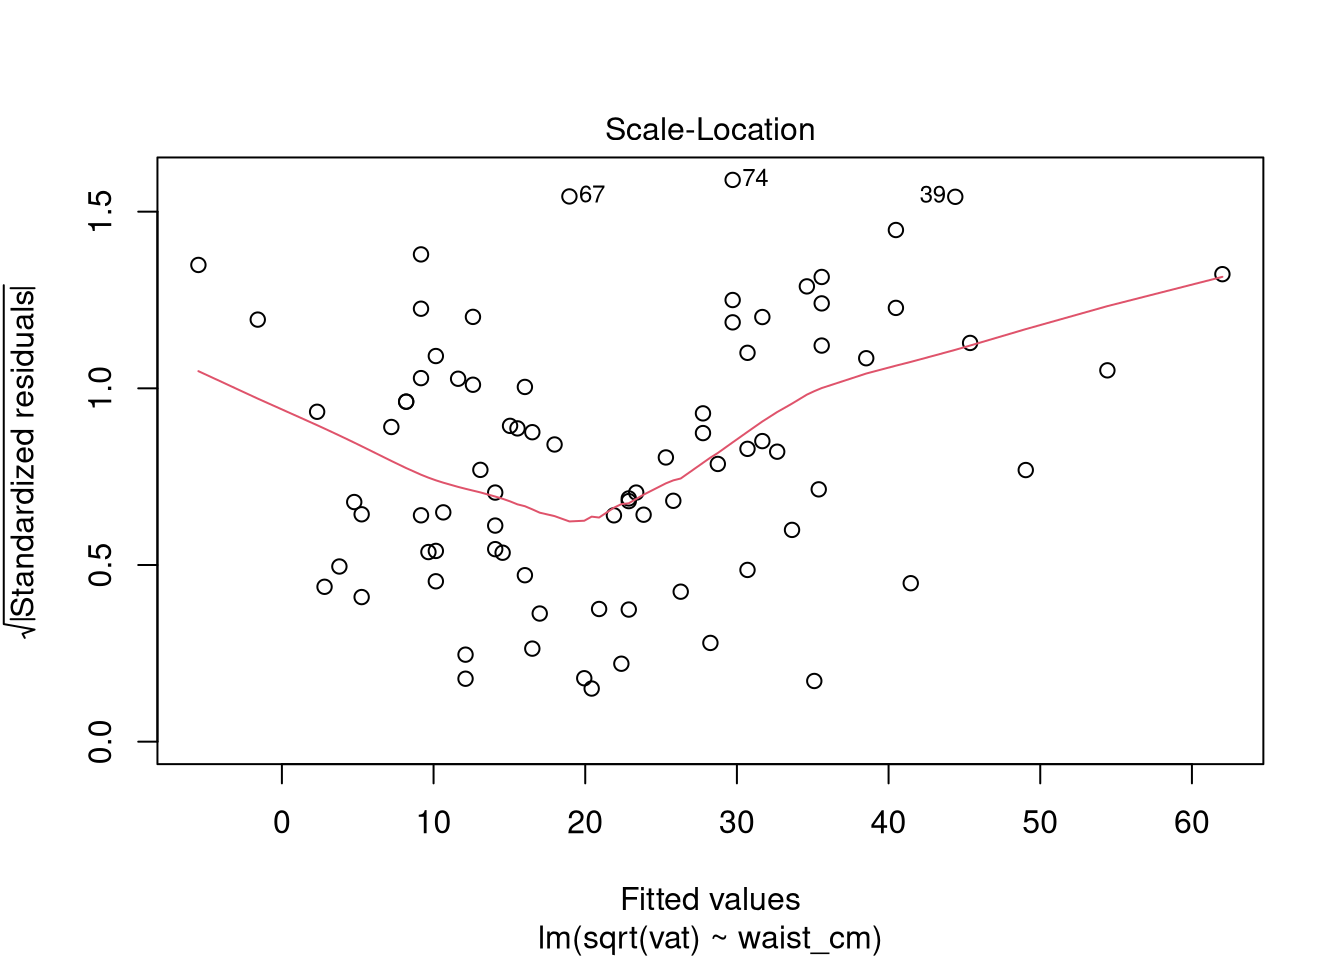 Scale-Location
√|Standardized residuals|
0.0 0.5 1.0 1.5
67
74
39
0 10 20 30 40 50 60
Fitted values
lm(sqrt(vat) ~ waist_cm)